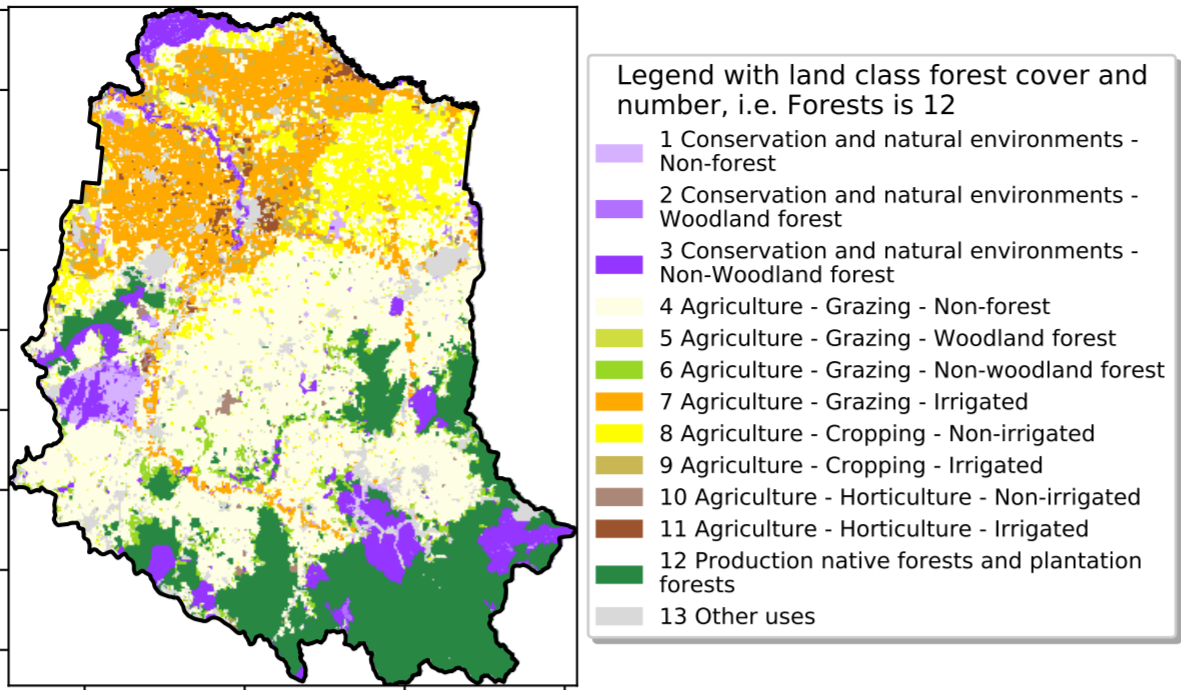 Legend with land class forest cover and
number, i.e. Forests is 12
1 Conservation and natural environments -
Non-forest
2 Conservation and natural environments -
Woodland forest
3 Conservation and natural environments -
Non-Woodland forest
4 Agriculture - Grazing - Non-forest
5 Agriculture - Grazing - Woodland forest
6 Agriculture - Grazing - Non-woodland forest
7 Agriculture - Grazing - Irrigated
8 Agriculture - Cropping - Non-irrigated
9 Agriculture - Cropping - Irrigated
10 Agriculture - Horticulture - Non-irrigated
11 Agriculture - Horticulture - Irrigated
12 Production native forests and plantation
forests
13 Other uses